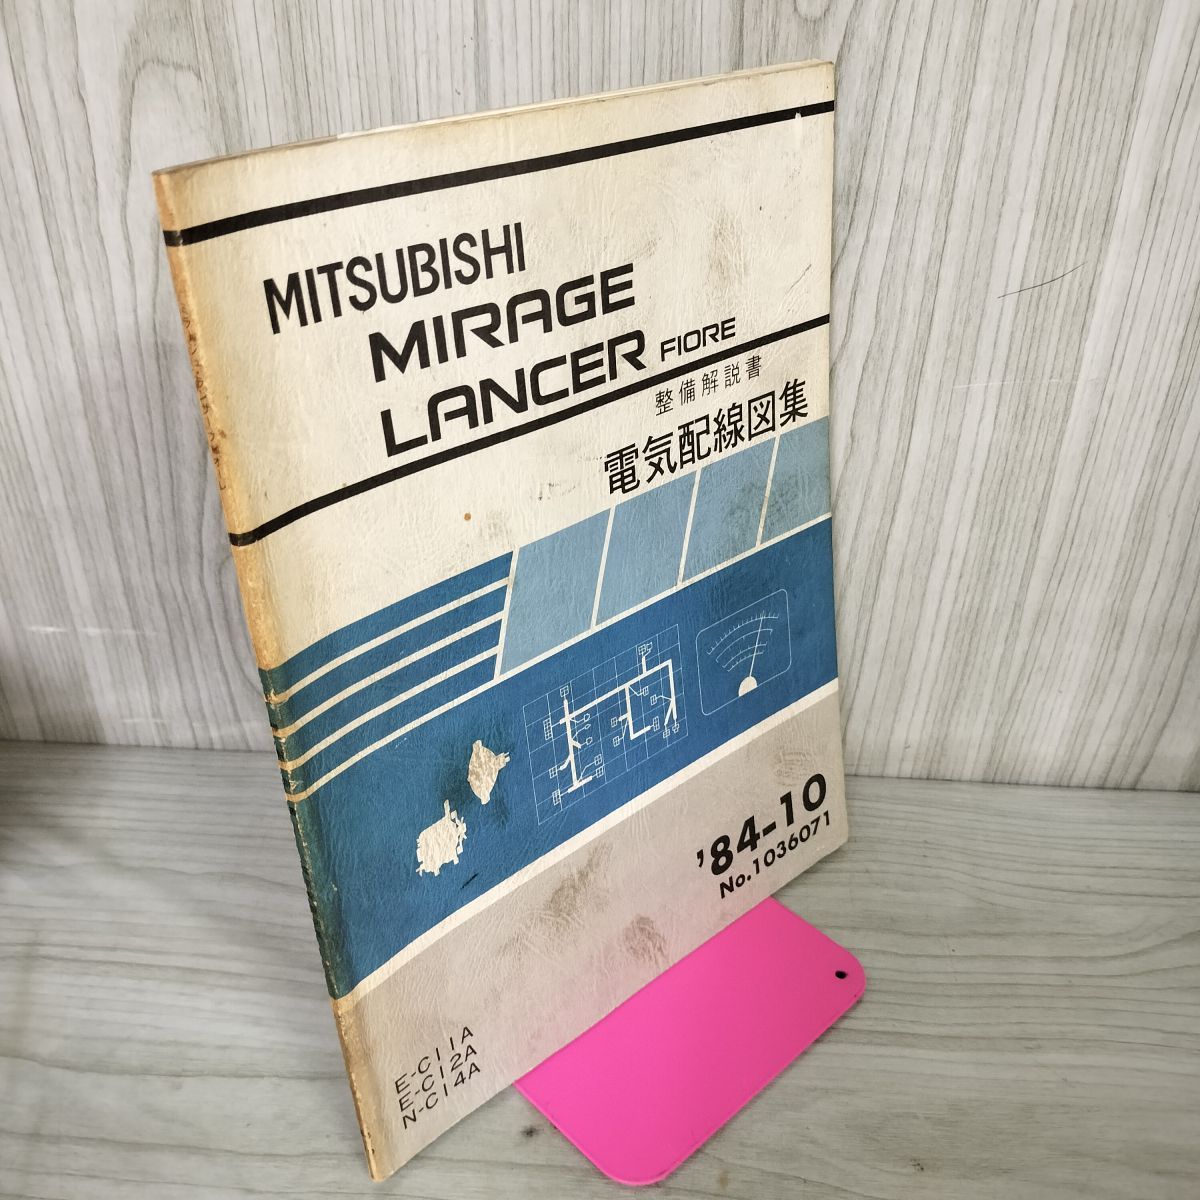 MITSUBISHI
MIRAGE
LANCER FIORE
整備解説書
電気配線図集
'84-10
No.1036071
E-C11A
E-C12A
N-C14A